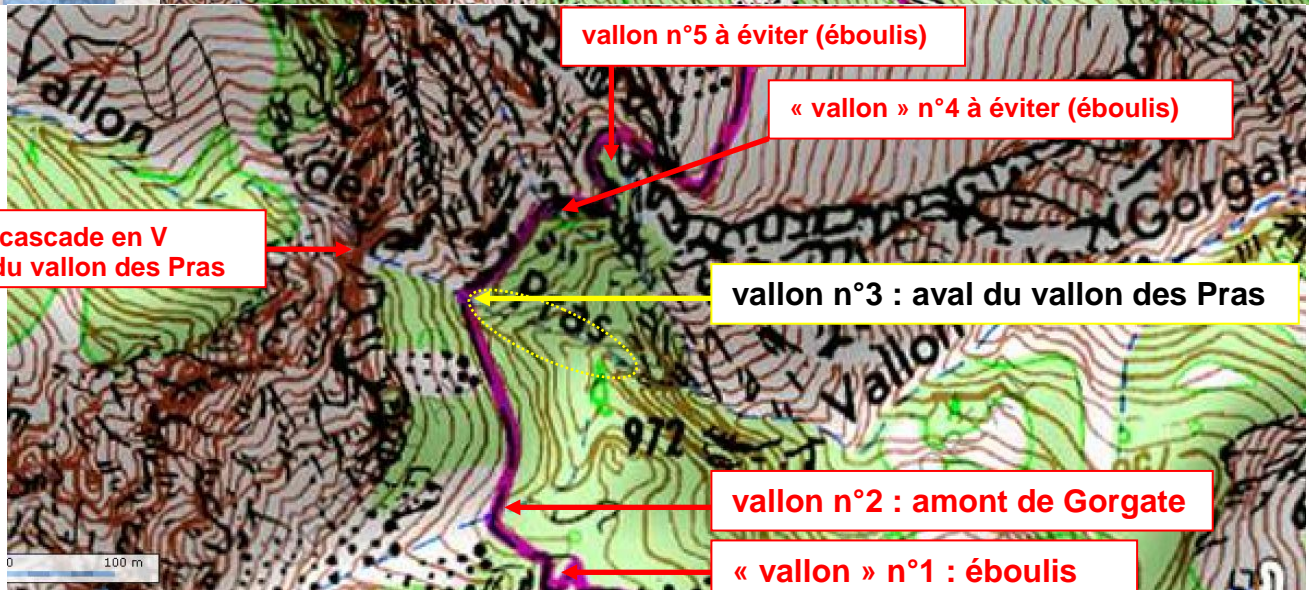 vallon n°5 à éviter (éboulis)
« vallon » n°4 à éviter (éboulis)
Vallon
des
Pras
Gorgate
cascade en V
du vallon des Pras
vallon n°3 : aval du vallon des Pras
Vallon
972
vallon n°2 : amont de Gorgate
0 100 m
« vallon » n°1 : éboulis